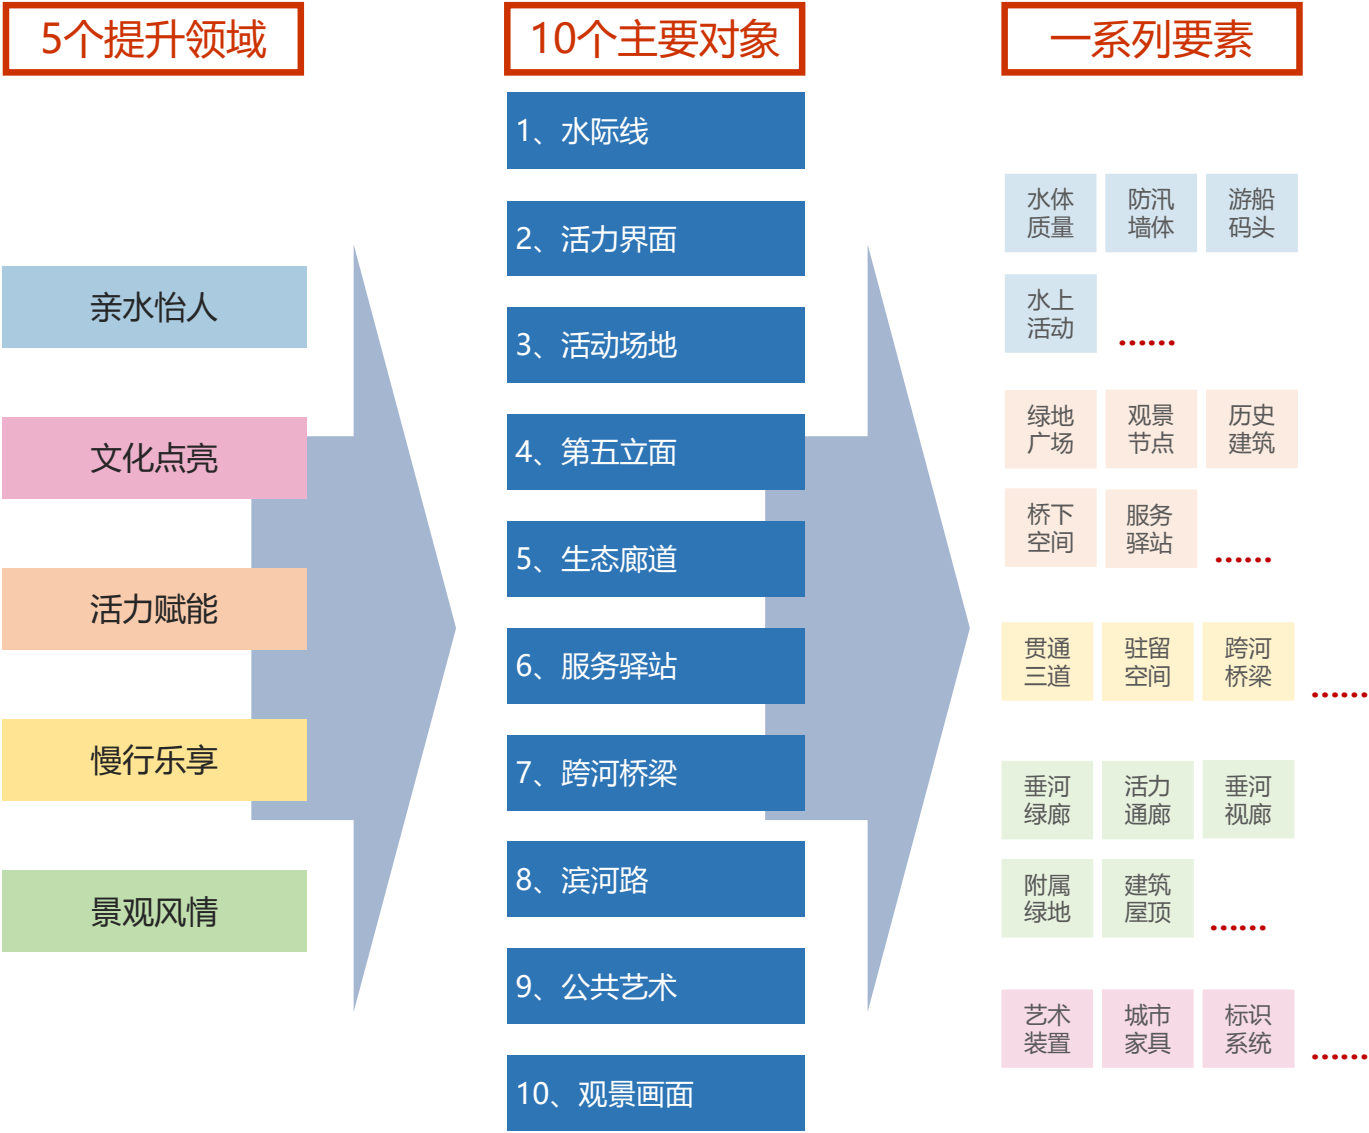 5个提升领域
10个主要对象
一系列要素
亲水怡人
文化点亮
活力赋能
慢行乐享
景观风情
1、水际线
2、活力界面
3、活动场地
4、第五立面
5、生态廊道
6、服务驿站
7、跨河桥梁
8、滨河路
9、公共艺术
10、观景画面
水体
质量
防汛
墙体
游船
码头
水上
活动
……
绿地
广场
观景
节点
历史
建筑
桥下
空间
服务
驿站
……
贯通
三道
驻留
空间
跨河
桥梁
……
垂河
绿廊
活力
通廊
垂河
视廊
附属
绿地
建筑
屋顶
……
艺术
装置
城市
家具
标识
系统
……